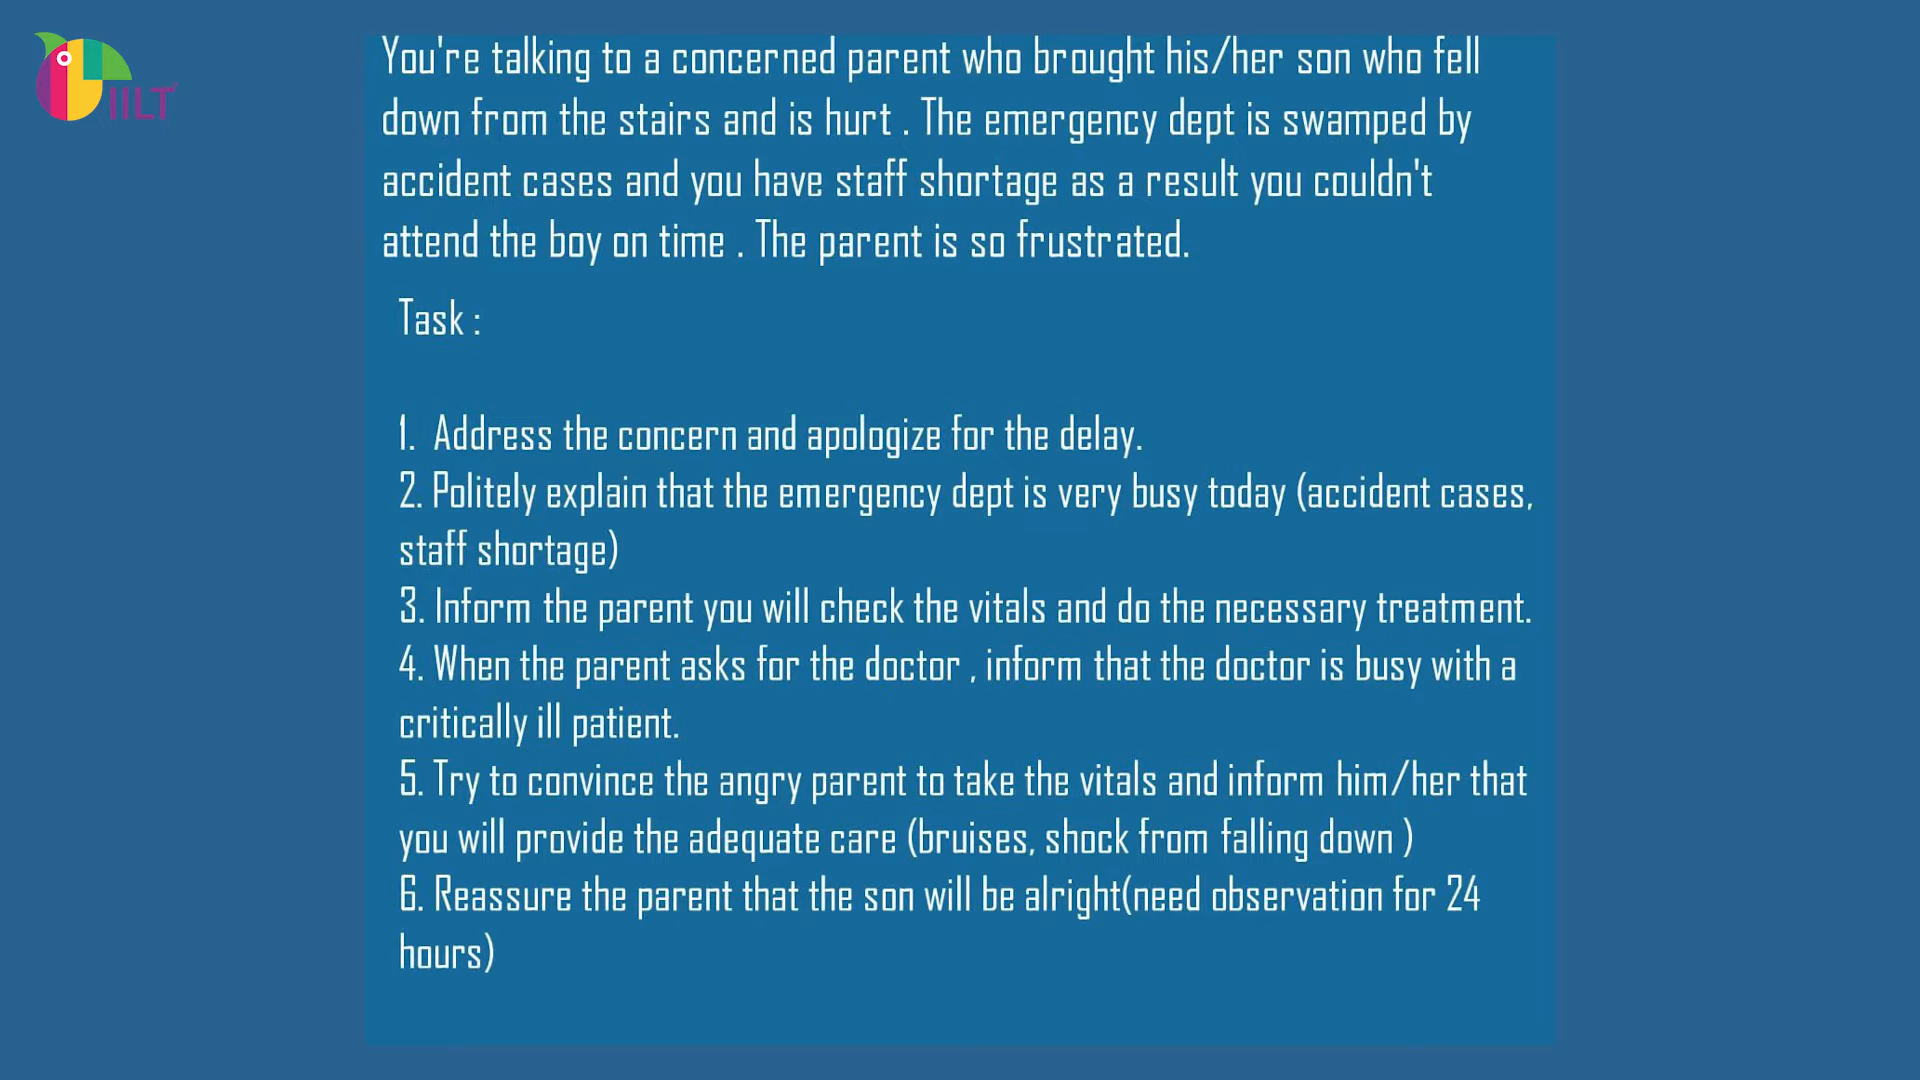 IILT
You're talking to a concerned parent who brought his/her son who fell
down from the stairs and is hurt . The emergency dept is swamped by
accident cases and you have staff shortage as a result you couldn't
attend the boy on time . The parent is so frustrated.
Task :
1. Address the concern and apologize for the delay.
2. Politely explain that the emergency dept is very busy today (accident cases,
staff shortage)
3. Inform the parent you will check the vitals and do the necessary treatment.
4. When the parent asks for the doctor , inform that the doctor is busy with a
critically ill patient.
5. Try to convince the angry parent to take the vitals and inform him/her that
you will provide the adequate care (bruises, shock from falling down )
6. Reassure the parent that the son will be alright(need observation for 24
hours)